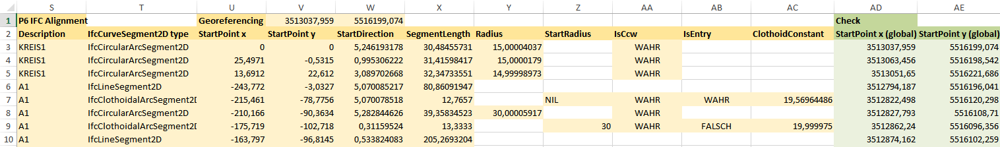 S T U V W X Y Z AA AB AC AD AE
1 P6 IFC Alignment Georeferencing 3513037,959 5516199,074 Check
2 Description IfcCurveSegment2D type StartPoint x StartPoint y StartDirection SegmentLength Radius StartRadius IsCcw IsEntry ClothoidConstant StartPoint x (global) StartPoint y (global)
3 KREIS1 IfcCircularArcSegment2D 0 0 5,246193178 30,48455731 15,00004037 WAHR 3513037,959 5516199,074
4 KREIS1 IfcCircularArcSegment2D 25,4971 -0,5315 0,995306222 31,41598417 15,0000179 WAHR 3513063,456 5516198,542
5 KREIS1 IfcCircularArcSegment2D 13,6912 22,612 3,089702668 32,34733551 14,99998973 WAHR 3513051,65 5516221,686
6 A1 IfcLineSegment2D -243,772 -3,0327 5,070085217 80,86091947 3512794,187 5516196,041
7 A1 IfcClothoidalArcSegment2D -215,461 -78,7756 5,070078518 12,7657 NIL WAHR WAHR 19,56964486 3512822,498 5516120,298
8 A1 IfcCircularArcSegment2D -210,166 -90,3634 5,282844626 39,35834523 30,00005917 WAHR 3512827,793 5516108,71
9 A1 IfcClothoidalArcSegment2D -175,719 -102,718 0,31159524 13,3333 30 WAHR FALSCH 19,999975 3512862,24 5516096,356
10 A1 IfcLineSegment2D -163,797 -96,8145 0,533824083 205,2693204 3512874,162 5516102,259